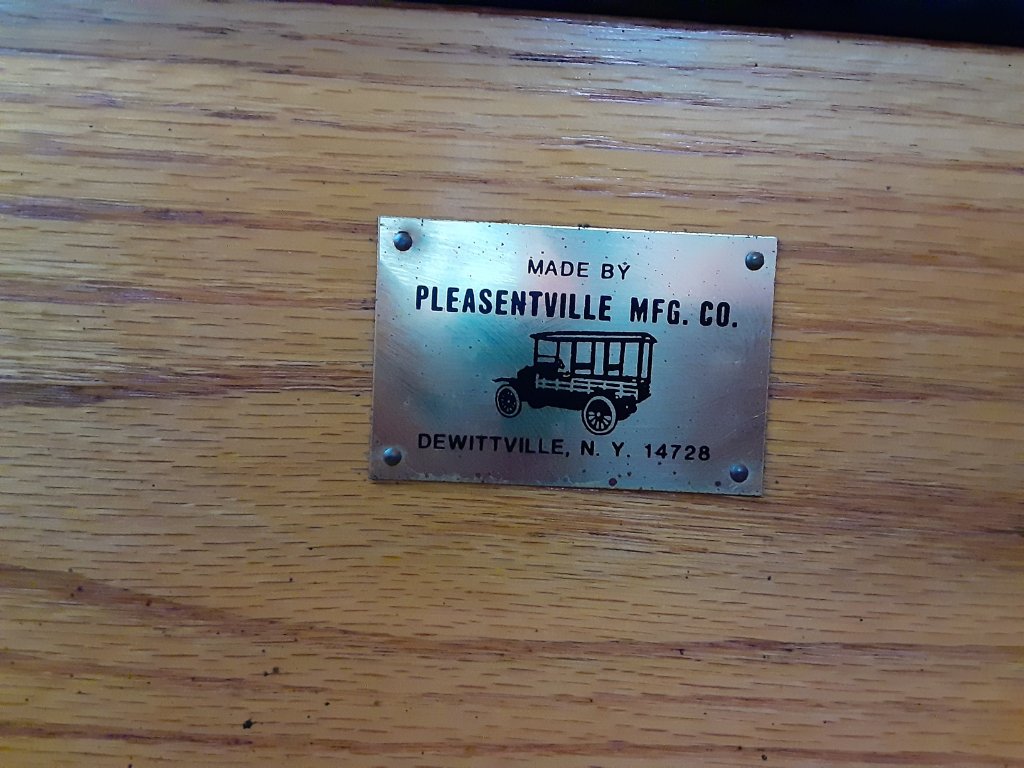 MADE BY
PLEASENTVILLE MFG. CO.
DEWITTVILLE, N. Y. 14728